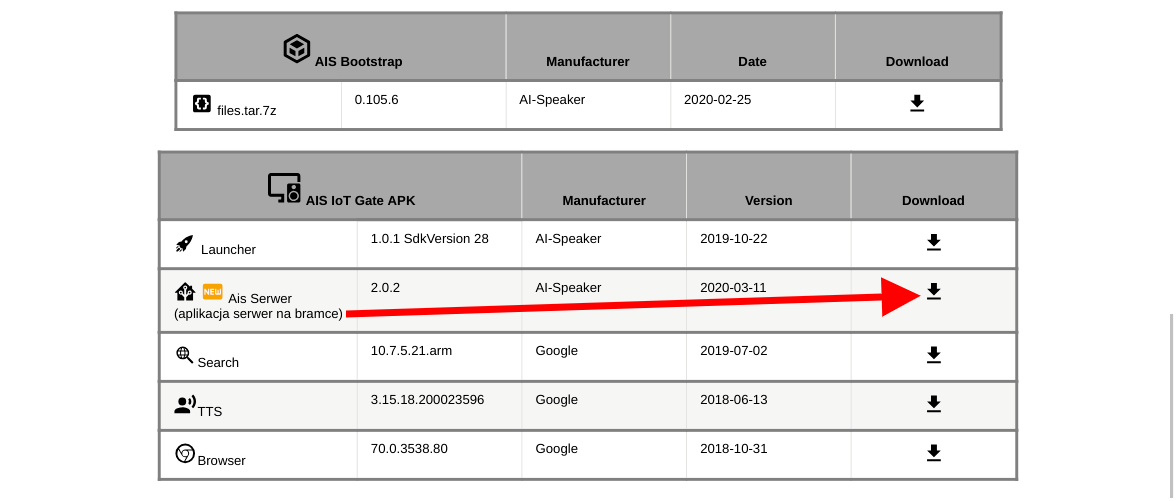 AIS Bootstrap Manufacturer Date Download
files.tar.7z 0.105.6 AI-Speaker 2020-02-25
AIS IoT Gate APK Manufacturer Version Download
Launcher 1.0.1 SdkVersion 28 AI-Speaker 2019-10-22
NEW Ais Serwer 2.0.2 AI-Speaker 2020-03-11
(aplikacja serwer na bramce)
Search 10.7.5.21.arm Google 2019-07-02
TTS 3.15.18.200023596 Google 2018-06-13
Browser 70.0.3538.80 Google 2018-10-31